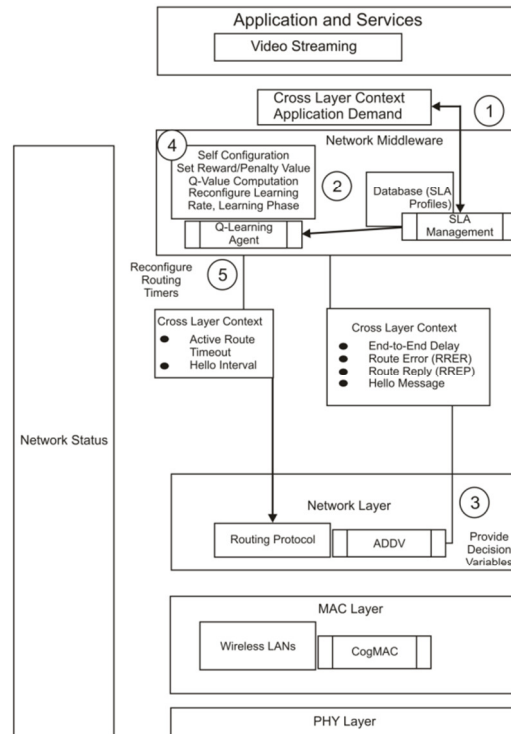 Application and Services
Video Streaming
Cross Layer Context
Application Demand
1
Network Middleware
4
Self Configuration
Set Reward/Penalty Value
Q-Value Computation
Reconfigure Learning
Rate, Learning Phase
2
Database (SLA
Profiles)
Q-Learning
Agent
SLA
Management
Reconfigure
Routing
Timers
5
Cross Layer Context
Active Route
Timeout
Hello Interval
Cross Layer Context
End-to-End Delay
Route Error (RRER)
Route Reply (RREP)
Hello Message
Network Status
3
Network Layer
Routing Protocol
ADDV
Provide
Decision
Variables
MAC Layer
Wireless LANs
CogMAC
PHY Layer